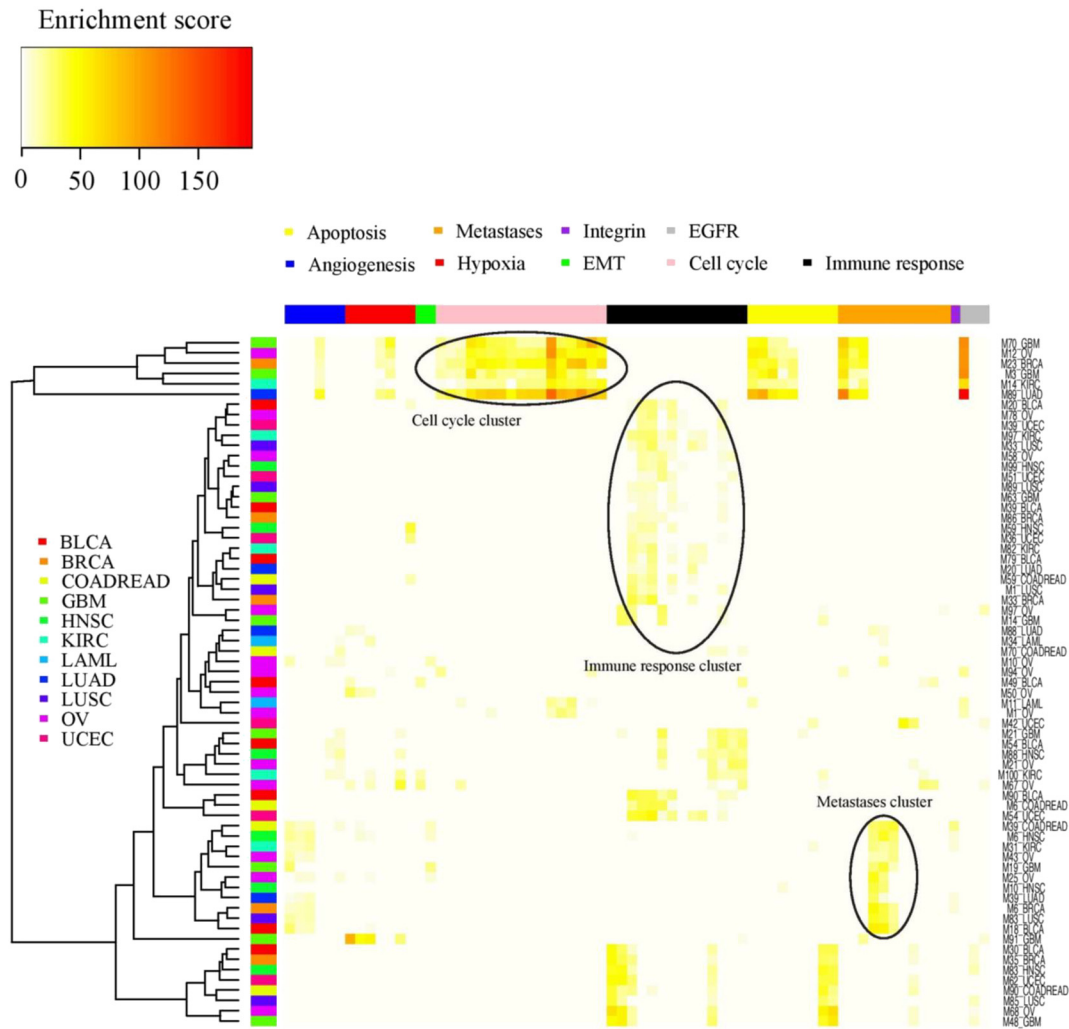 Enrichment score
0 50 100 150
Apoptosis Metastases Integrin EGFR
Angiogenesis Hypoxia EMT Cell cycle Immune response
Cell cycle cluster
Immune response cluster
Metastases cluster
BLCA
BRCA
COADREAD
GBM
HNSC
KIRC
LAML
LUAD
LUSC
OV
UCEC
M70_GBM
M12_OV
M23_BRCA
M3_GBM
M14_KIRC
M89_LUAD
M20_BLCA
M78_OV
M39_UCEC
M97_KIRC
M33_LUSC
M58_OV
M99_HNSC
M51_UCEC
M89_LUSC
M63_GBM
M39_BLCA
M86_BRCA
M59_HNSC
M36_UCEC
M82_KIRC
M79_BLCA
M20_LUAD
M59_COADREAD
M1_LUSC
M33_BRCA
M97_OV
M14_GBM
M88_LUAD
M34_LAML
M70_COADREAD
M10_OV
M94_OV
M49_BLCA
M50_OV
M11_LAML
M1_OV
M42_UCEC
M21_GBM
M54_BLCA
M88_HNSC
M21_OV
M100_KIRC
M67_OV
M90_BLCA
M6_COADREAD
M54_UCEC
M39_COADREAD
M6_HNSC
M31_KIRC
M43_OV
M19_GBM
M25_OV
M10_HNSC
M39_LUAD
M6_BRCA
M83_LUSC
M18_BLCA
M91_GBM
M30_BLCA
M35_BRCA
M83_HNSC
M62_UCEC
M90_COADREAD
M85_LUSC
M68_OV
M48_GBM